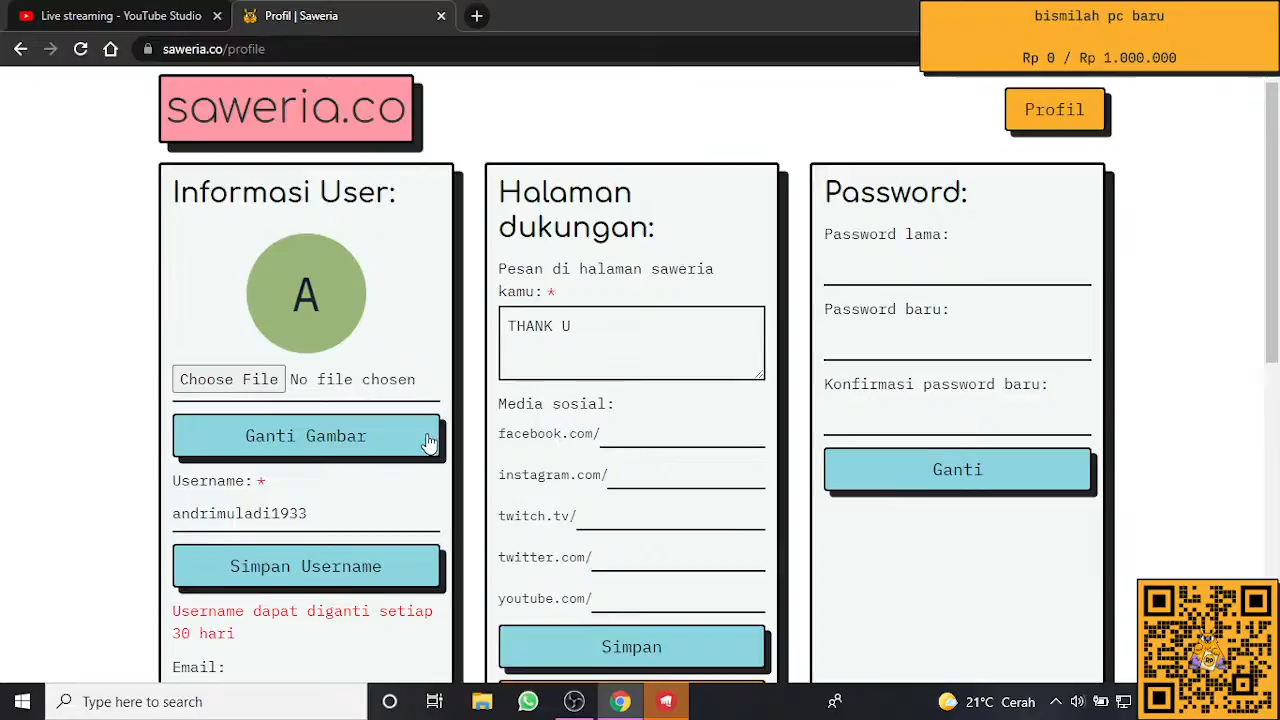 Live streaming - YouTube Studio
Profil | Saweria
saweria.co/profile
bismilah pc baru
Rp 0 / Rp 1.000.000
saweria.co
Profil
Informasi User:
A
Choose File No file chosen
Ganti Gambar
Username: *
andrimuladi1933
Simpan Username
Username dapat diganti setiap
30 hari
Email:
Halaman
dukungan:
Pesan di halaman saweria
kamu: *
THANK U
Media sosial:
facebook.com/
instagram.com/
twitch.tv/
twitter.com/
youtube.com/
Simpan
Password:
Password lama:
Password baru:
Konfirmasi password baru:
Ganti
Type here to search
21°C Cerah